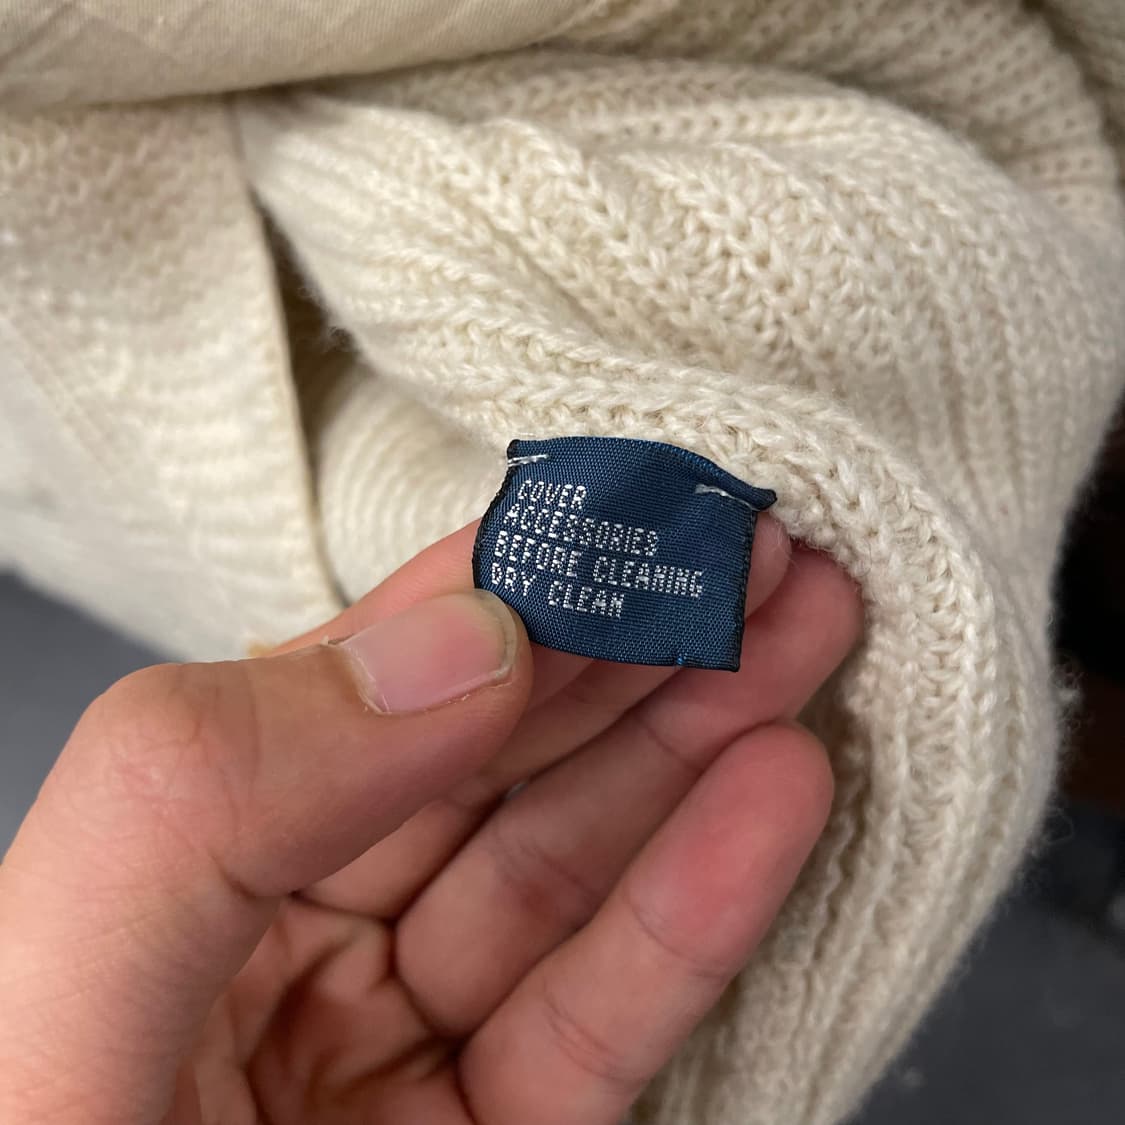 COVER
ACCESSORIES
BEFORE CLEANING
DRY CLEAN